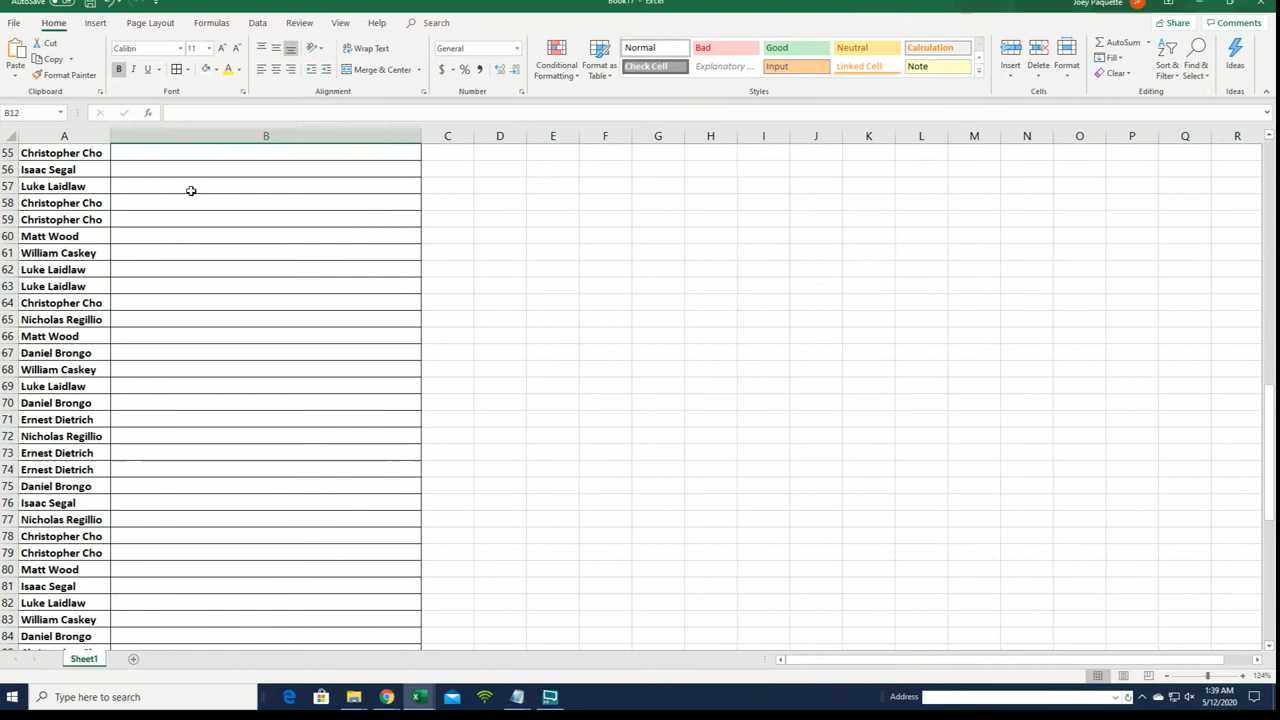 AutoSave Off
Book17 - Excel
Joey Paquette JP
File Home Insert Page Layout Formulas Data Review View Help Search
Share Comments
Paste
Cut
Copy
Format Painter
Clipboard
Calibri 11 A A
B I U A
Font
ab Wrap Text
Merge & Center
Alignment
General
$ % ,
Number
Conditional Formatting
Format as Table
Normal Bad Good Neutral Calculation
Check Cell Explanatory ... Input Linked Cell Note
Styles
Insert Delete Format
Cells
AutoSum
Fill
Clear
Sort & Filter
Find & Select
Editing
Ideas
Ideas
B12 fx
A B C D E F G H I J K L M N O P Q R
55 Christopher Cho
56 Isaac Segal
57 Luke Laidlaw
58 Christopher Cho
59 Christopher Cho
60 Matt Wood
61 William Caskey
62 Luke Laidlaw
63 Luke Laidlaw
64 Christopher Cho
65 Nicholas Regillio
66 Matt Wood
67 Daniel Brongo
68 William Caskey
69 Luke Laidlaw
70 Daniel Brongo
71 Ernest Dietrich
72 Nicholas Regillio
73 Ernest Dietrich
74 Ernest Dietrich
75 Daniel Brongo
76 Isaac Segal
77 Nicholas Regillio
78 Christopher Cho
79 Christopher Cho
80 Matt Wood
81 Isaac Segal
82 Luke Laidlaw
83 William Caskey
84 Daniel Brongo
Sheet1
124%
Type here to search
Address
1:39 AM
5/12/2020